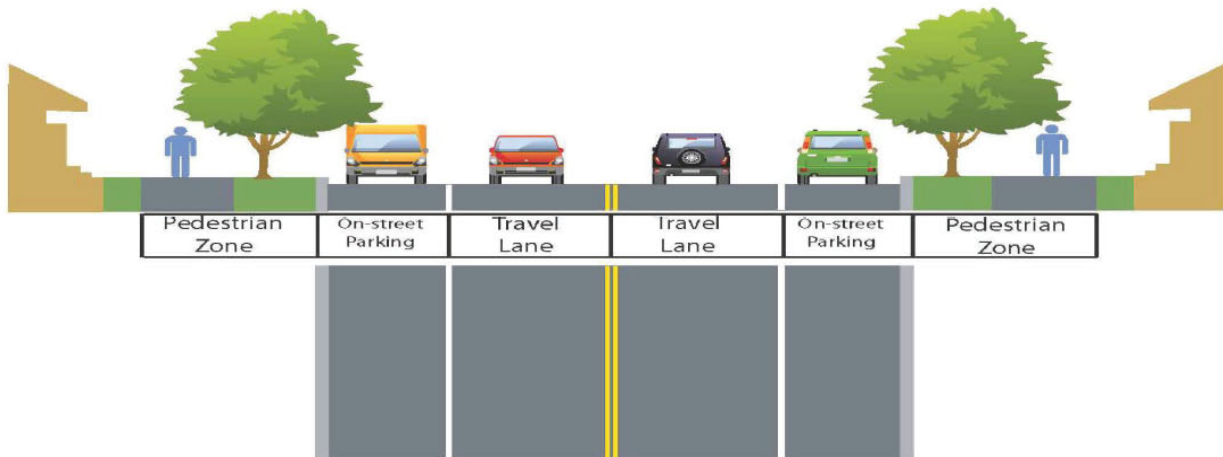 Pedestrian
Zone
On-street
Parking
Travel
Lane
Travel
Lane
On-street
Parking
Pedestrian
Zone